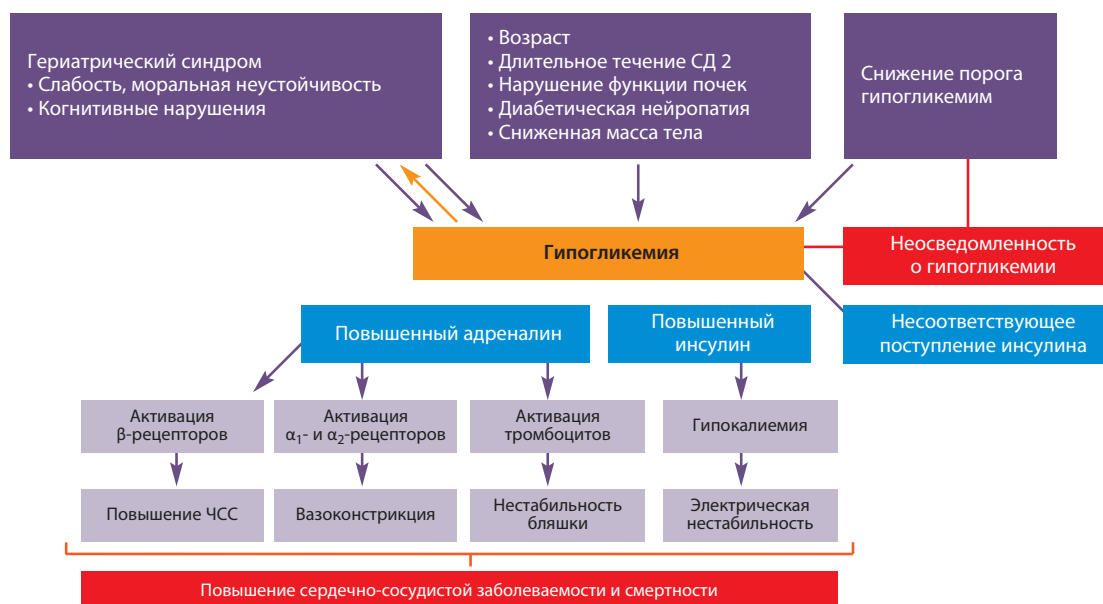 Гериатрический синдром
• Слабость, моральная неустойчивость
• Когнитивные нарушения
• Возраст
• Длительное течение СД 2
• Нарушение функции почек
• Диабетическая нейропатия
• Сниженная масса тела
Снижение порога
гипогликемим
Гипогликемия
Неосведомленность
о гипогликемии
Повышенный адреналин
Повышенный
инсулин
Несоответствующее
поступление инсулина
Активация
β-рецепторов
Активация
α₁- и α₂-рецепторов
Активация
тромбоцитов
Гипокалиемия
Повышение ЧСС
Вазоконстрикция
Нестабильность
бляшки
Электрическая
нестабильность
Повышение сердечно-сосудистой заболеваемости и смертности